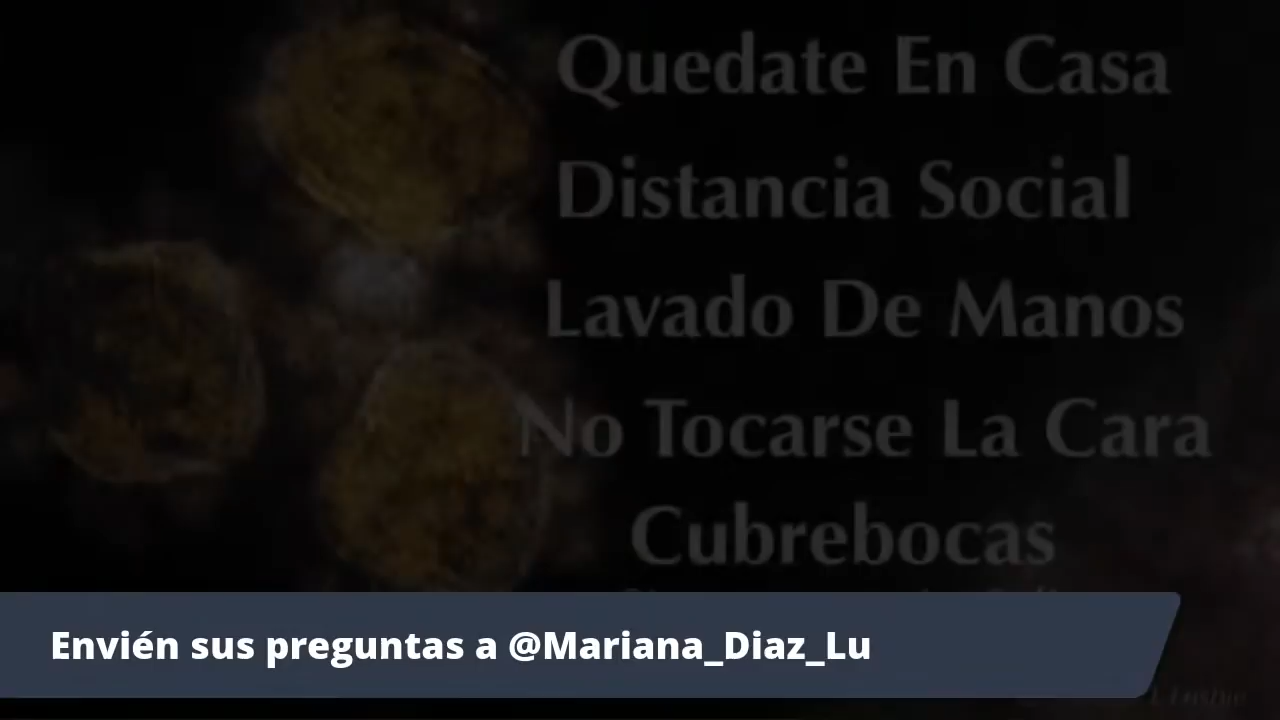 Quedate En Casa
Distancia Social
Lavado De Manos
No Tocarse La Cara
Cubrebocas
Envién sus preguntas a @Mariana_Diaz_Lu